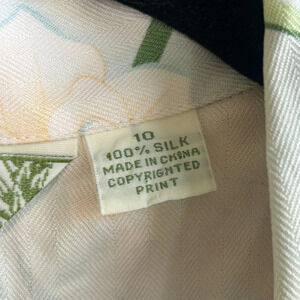 10
100% SILK
MADE IN CHINA
COPYRIGHTED
PRINT